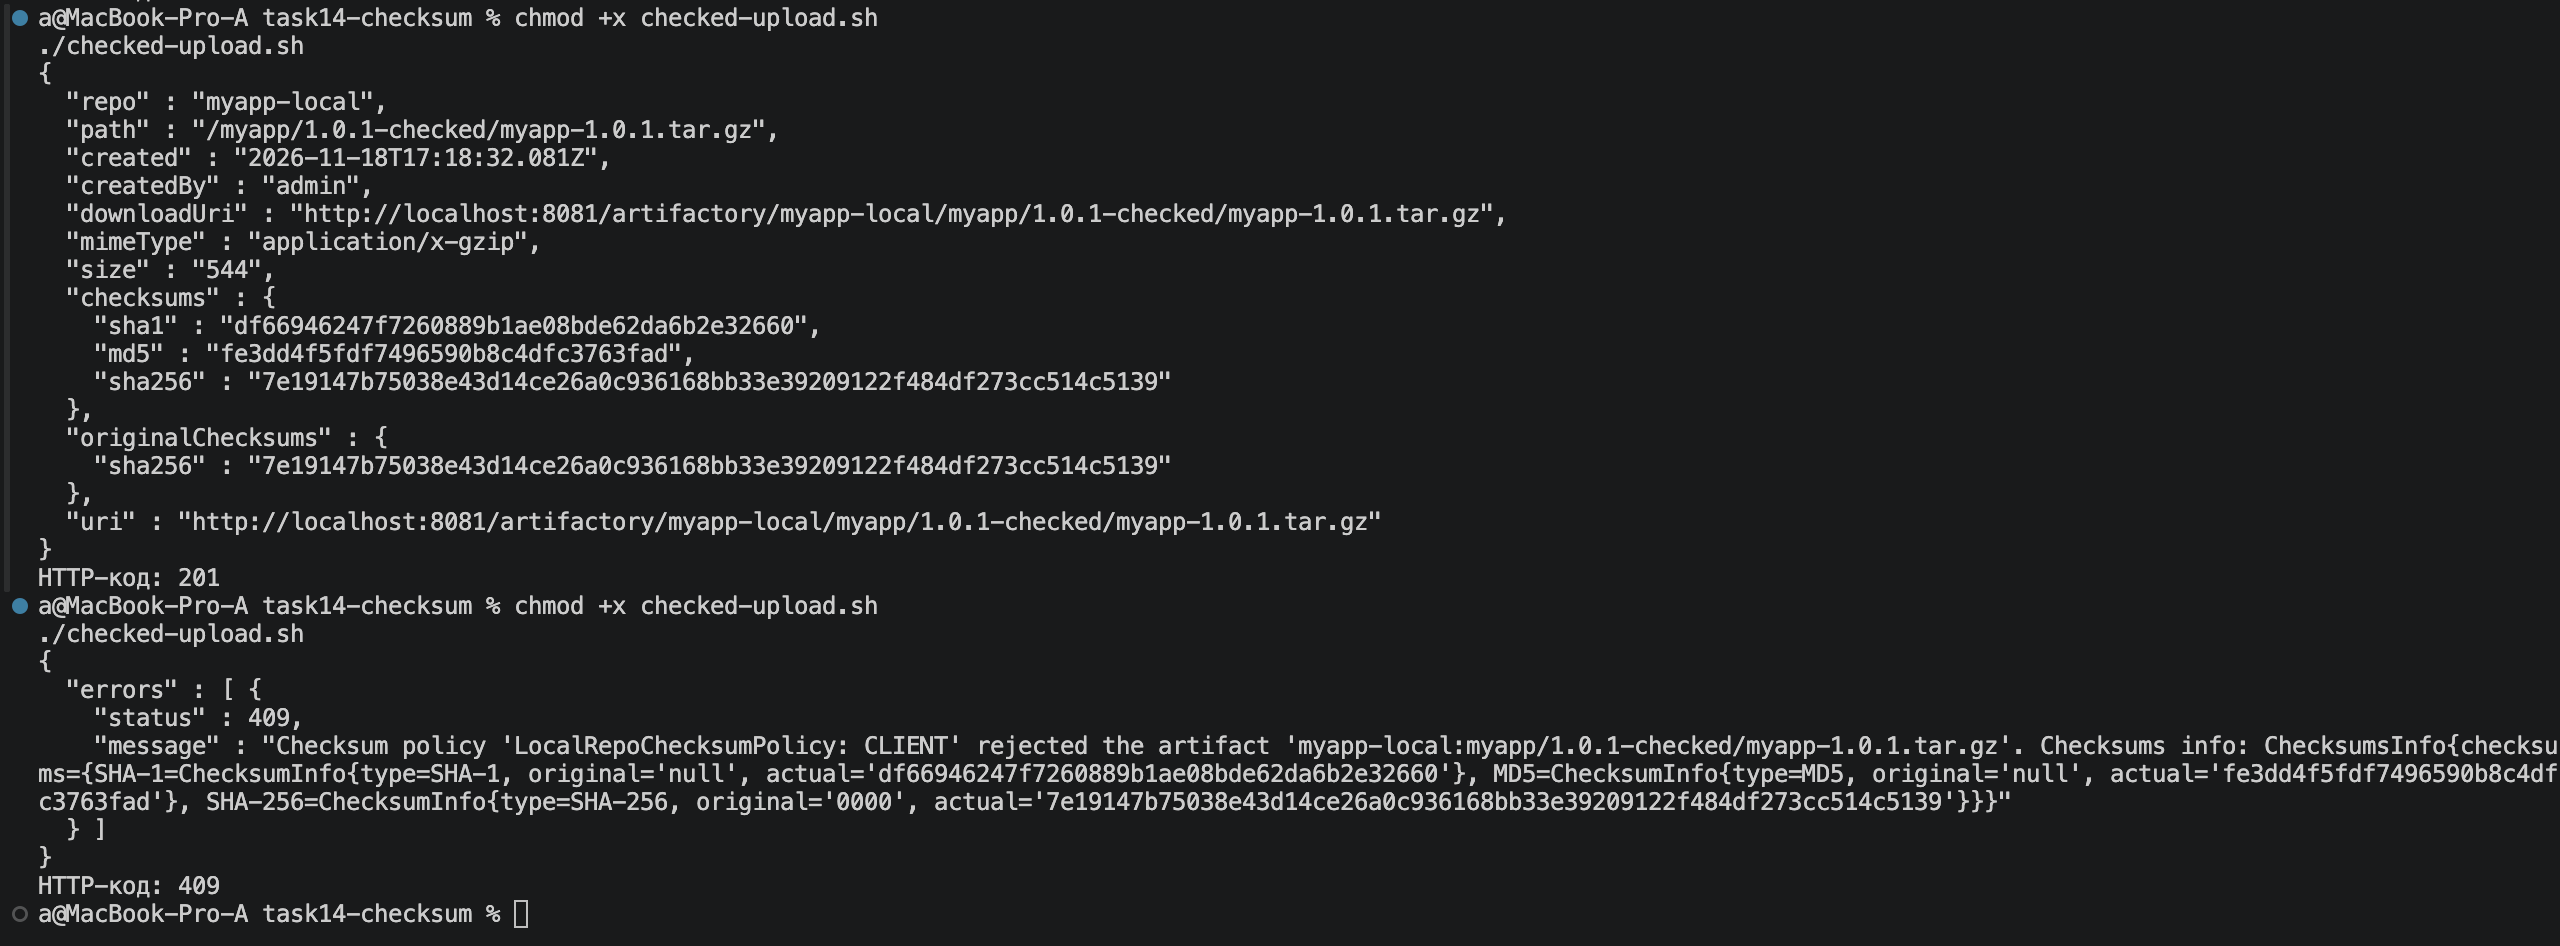 a@MacBook-Pro-A task14-checksum % chmod +x checked-upload.sh
./checked-upload.sh
{
  "repo" : "myapp-local",
  "path" : "/myapp/1.0.1-checked/myapp-1.0.1.tar.gz",
  "created" : "2026-11-18T17:18:32.081Z",
  "createdBy" : "admin",
  "downloadUri" : "http://localhost:8081/artifactory/myapp-local/myapp/1.0.1-checked/myapp-1.0.1.tar.gz",
  "mimeType" : "application/x-gzip",
  "size" : "544",
  "checksums" : {
    "sha1" : "df66946247f7260889b1ae08bde62da6b2e32660",
    "md5" : "fe3dd4f5fdf7496590b8c4dfc3763fad",
    "sha256" : "7e19147b75038e43d14ce26a0c936168bb33e39209122f484df273cc514c5139"
  },
  "originalChecksums" : {
    "sha256" : "7e19147b75038e43d14ce26a0c936168bb33e39209122f484df273cc514c5139"
  },
  "uri" : "http://localhost:8081/artifactory/myapp-local/myapp/1.0.1-checked/myapp-1.0.1.tar.gz"
}
HTTP-код: 201
a@MacBook-Pro-A task14-checksum % chmod +x checked-upload.sh
./checked-upload.sh
{
  "errors" : [ {
    "status" : 409,
    "message" : "Checksum policy 'LocalRepoChecksumPolicy: CLIENT' rejected the artifact 'myapp-local:myapp/1.0.1-checked/myapp-1.0.1.tar.gz'. Checksums info: ChecksumsInfo{checksu
ms={SHA-1=ChecksumInfo{type=SHA-1, original='null', actual='df66946247f7260889b1ae08bde62da6b2e32660'}, MD5=ChecksumInfo{type=MD5, original='null', actual='fe3dd4f5fdf7496590b8c4df
c3763fad'}, SHA-256=ChecksumInfo{type=SHA-256, original='0000', actual='7e19147b75038e43d14ce26a0c936168bb33e39209122f484df273cc514c5139'}}}"
  } ]
}
HTTP-код: 409
a@MacBook-Pro-A task14-checksum %